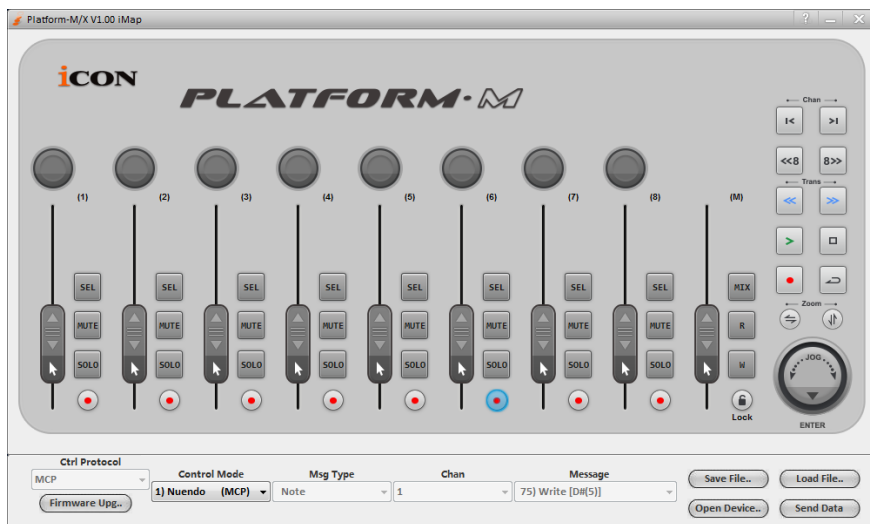 Platform-M/X V1.00 iMap
? _ X
iCON
PLATFORM·M
Chan
I< >I
<<8 8>>
Trans
<< >>
(1) (2) (3) (4) (5) (6) (7) (8) (M)
>
SEL SEL SEL SEL SEL SEL SEL SEL MIX
Zoom
MUTE MUTE MUTE MUTE MUTE MUTE MUTE MUTE R
SOLO SOLO SOLO SOLO SOLO SOLO SOLO SOLO W
JOG
Lock
ENTER
Ctrl Protocol
MCP
Firmware Upg..
Control Mode
1) Nuendo (MCP)
Msg Type
Note
Chan
1
Message
75) Write [D#(5)]
Save File.. Load File..
Open Device.. Send Data